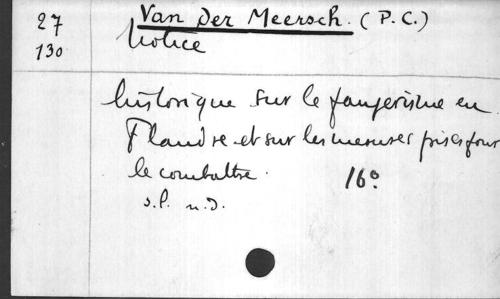 27 Van Der Meersch. (P.C.)
130 Notice
historique sur le paupérisme en
Flandre et sur les mesures prises pour
le combattre. 16°
s.l. n.d.